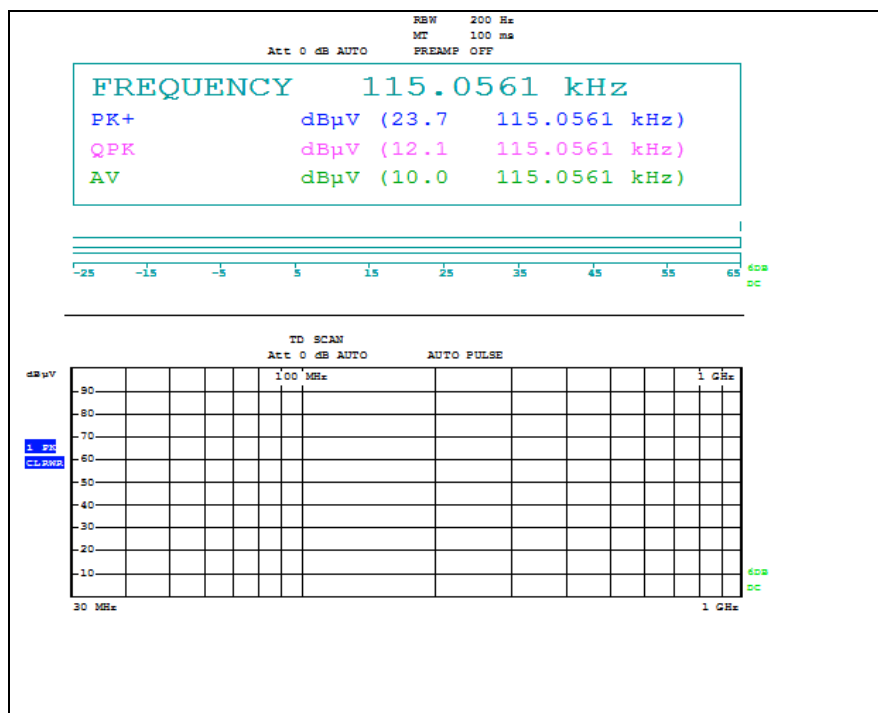 RBW 200 Hz
MT 100 ms
Att 0 dB AUTO PREAMP OFF
FREQUENCY 115.0561 kHz
PK+ dBµV (23.7 115.0561 kHz)
QPK dBµV (12.1 115.0561 kHz)
AV dBµV (10.0 115.0561 kHz)
-25 -15 -5 5 15 25 35 45 55 65
6DB
DC
TD SCAN
Att 0 dB AUTO AUTO PULSE
dBµV
100 MHz 1 GHz
90
80
70
1 PK
CLRWR
60
50
40
30
20
10
6DB
DC
30 MHz 1 GHz